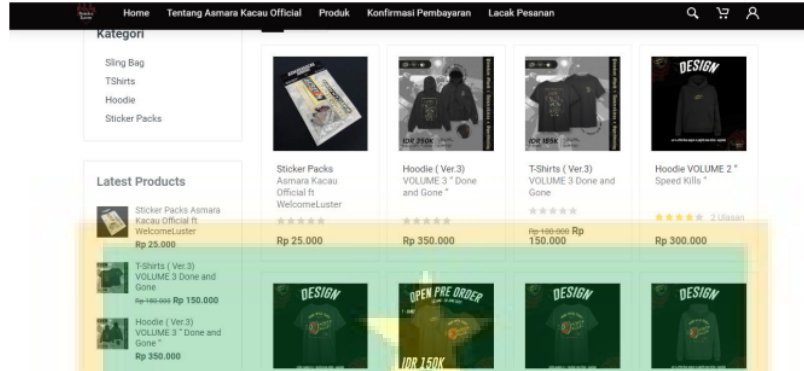 Home Tentang Asmara Kacau Official Produk Konfirmasi Pembayaran Lacak Pesanan
Kategori
Sling Bag
TShirts
Hoodie
Sticker Packs
Latest Products
Sticker Packs Asmara
Kacau Official ft
WelcomeLuster
Rp 25.000
T-Shirts ( Ver.3)
VOLUME 3 Done and
Gone
Rp 180.000 Rp 150.000
Hoodie ( Ver.3)
VOLUME 3 " Done and
Gone "
Rp 350.000
Sticker Packs
Asmara Kacau
Official ft
WelcomeLuster
Rp 25.000
IDR 350K
Hoodie ( Ver.3)
VOLUME 3 " Done
and Gone "
Rp 350.000
IDR 185K
T-Shirts ( Ver.3)
VOLUME 3 Done and
Gone
Rp 180.000 Rp
150.000
DESIGN
Hoodie VOLUME 2 "
Speed Kills "
2 Ulasan
Rp 300.000
DESIGN
OPEN PRE ORDER
IDR 150K
DESIGN
DESIGN